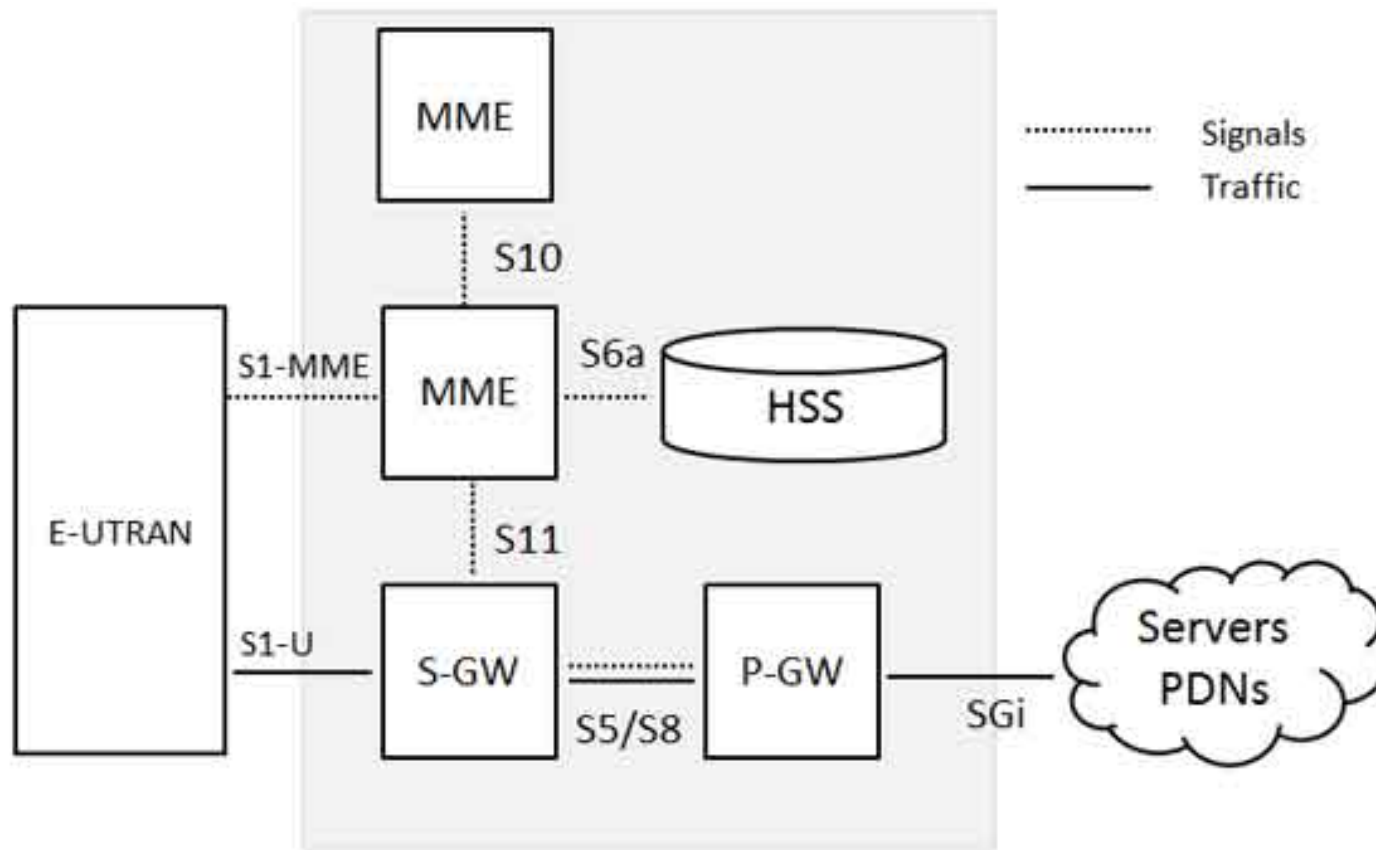 MME
Signals
Traffic
S10
S1-MME
MME
S6a
HSS
E-UTRAN
S11
S1-U
S-GW
S5/S8
P-GW
SGi
Servers
PDNs